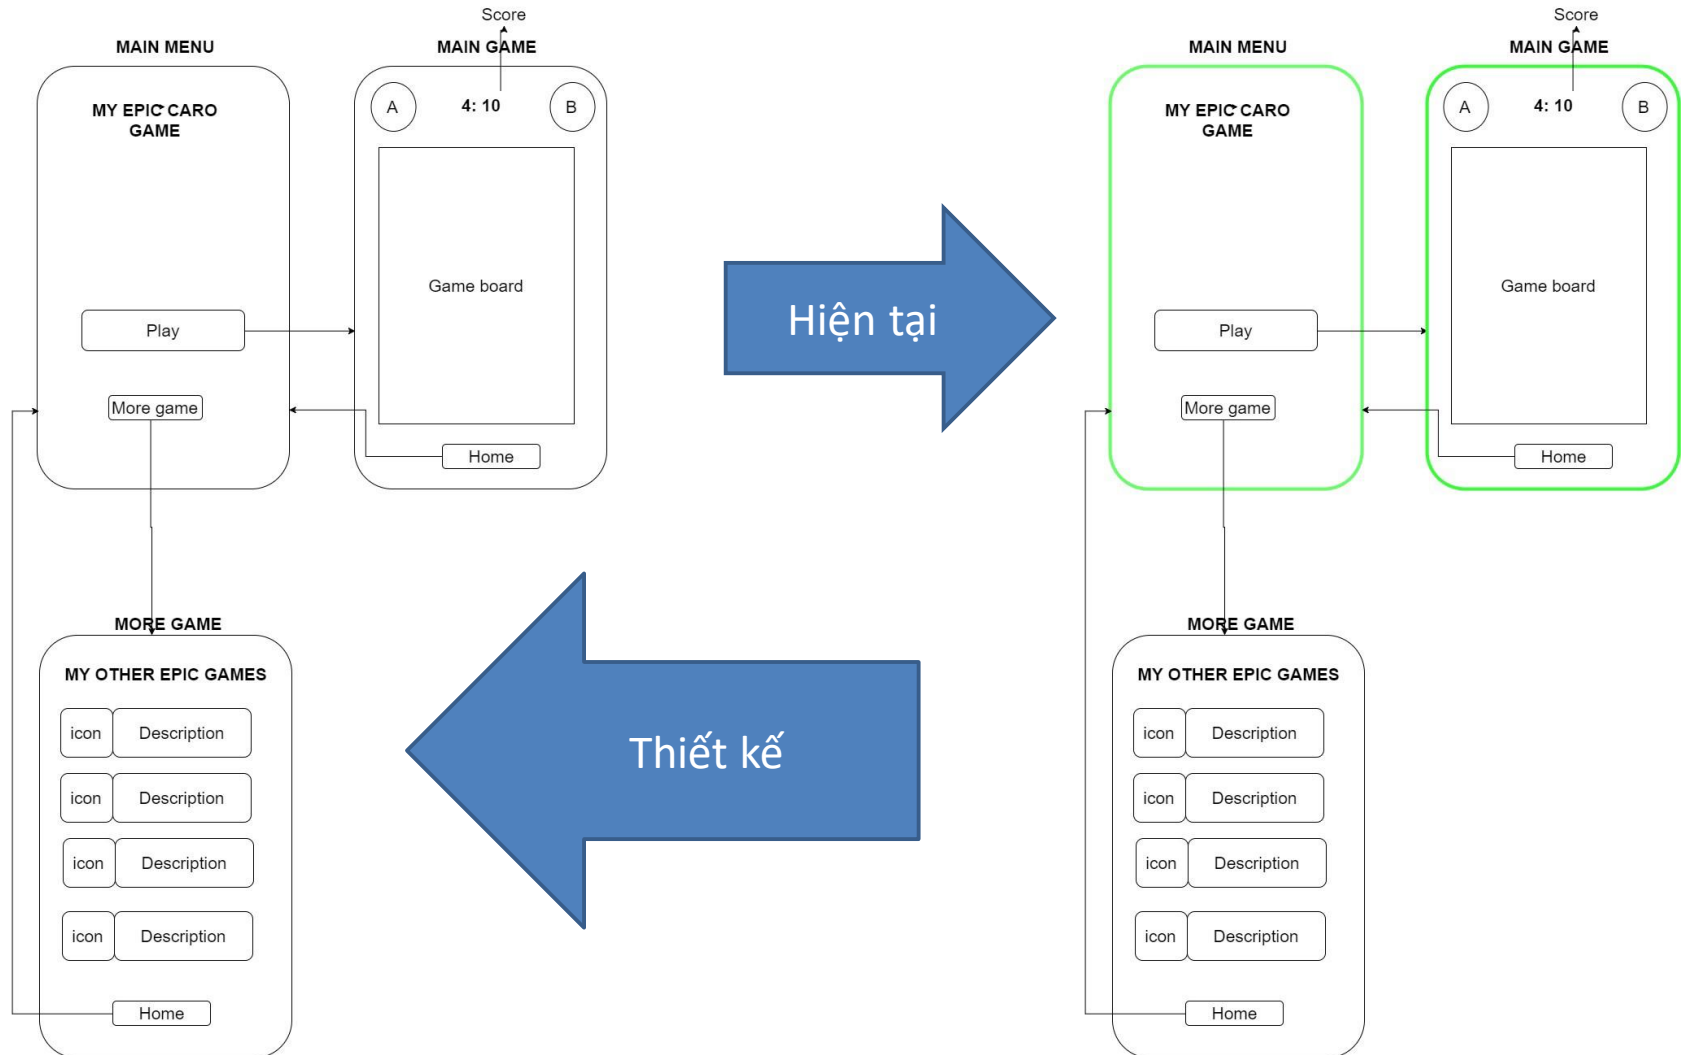 Score
MAIN MENU
MAIN GAME
MY EPIC CARO
GAME
A
4: 10
B
Game board
Play
More game
Home
MORE GAME
MY OTHER EPIC GAMES
icon
Description
icon
Description
icon
Description
icon
Description
Home
Hiện tại
Thiết kế
Score
MAIN MENU
MAIN GAME
MY EPIC CARO
GAME
A
4: 10
B
Game board
Play
More game
Home
MORE GAME
MY OTHER EPIC GAMES
icon
Description
icon
Description
icon
Description
icon
Description
Home